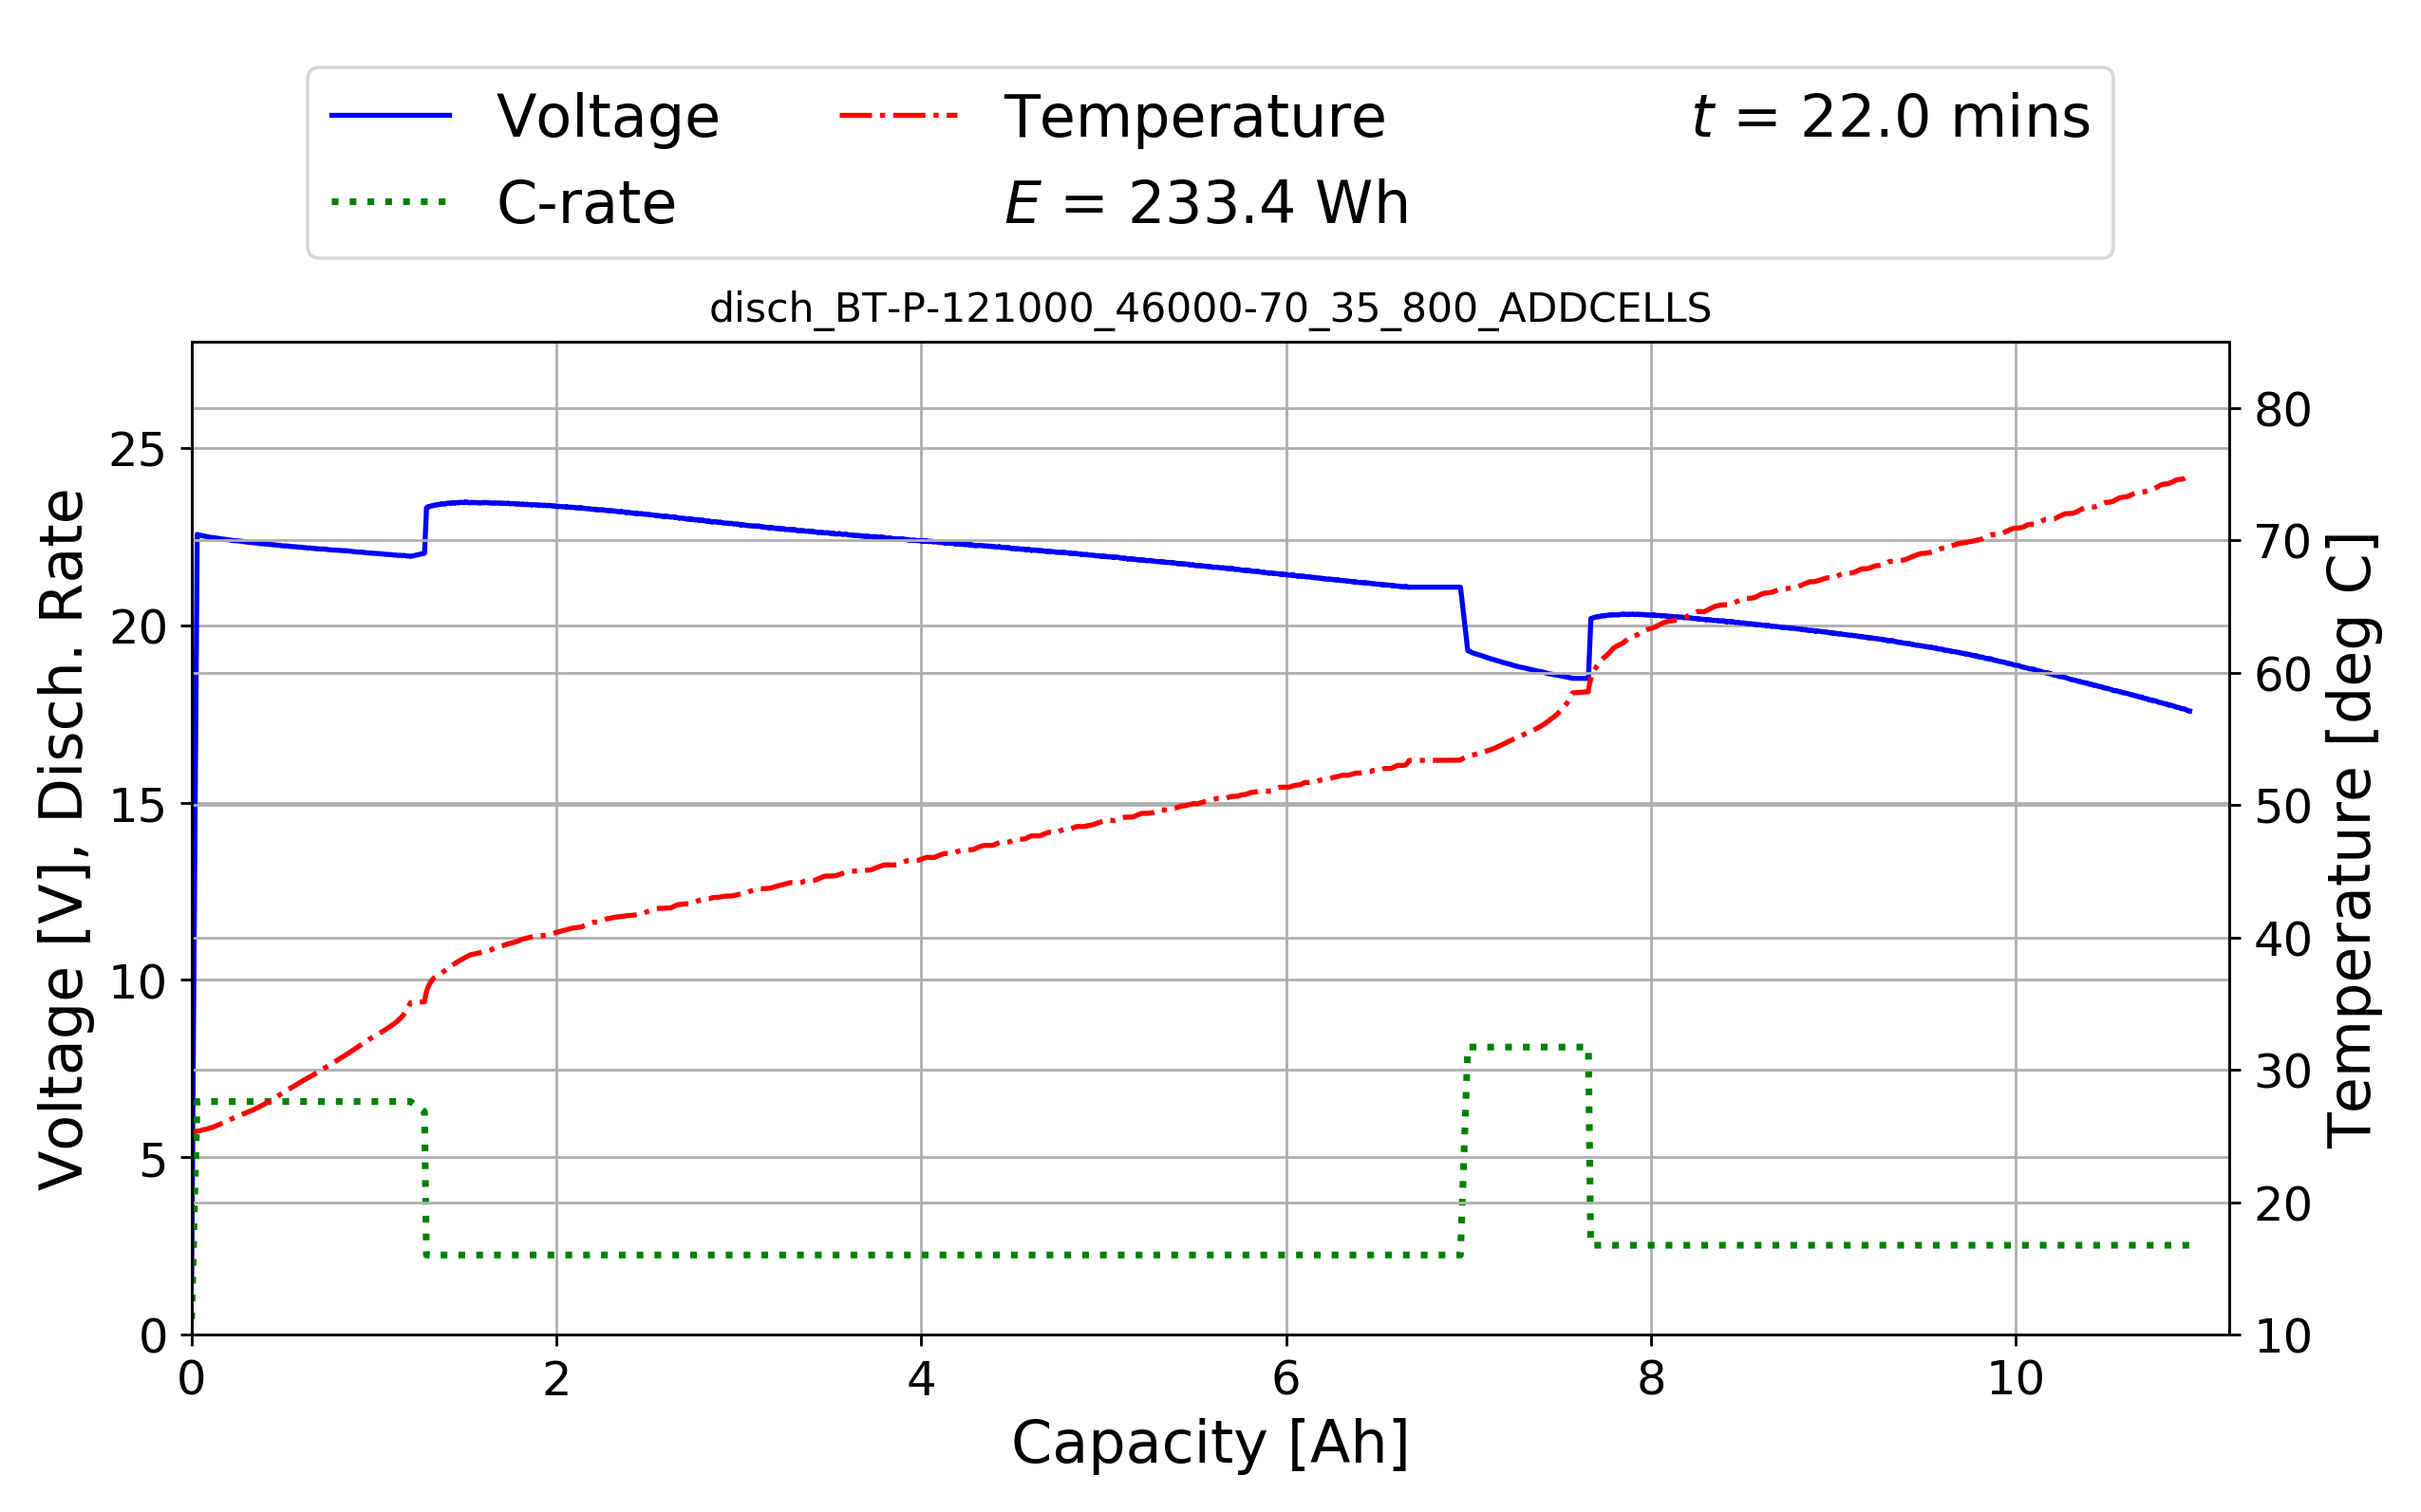 Voltage
Temperature
t = 22.0 mins
C-rate
E = 233.4 Wh
disch_BT-P-121000_46000-70_35_800_ADDCELLS
Voltage [V], Disch. Rate
25
20
15
10
5
0
80
70
60
50
40
30
20
10
Temperature [deg C]
0 2 4 6 8 10
Capacity [Ah]